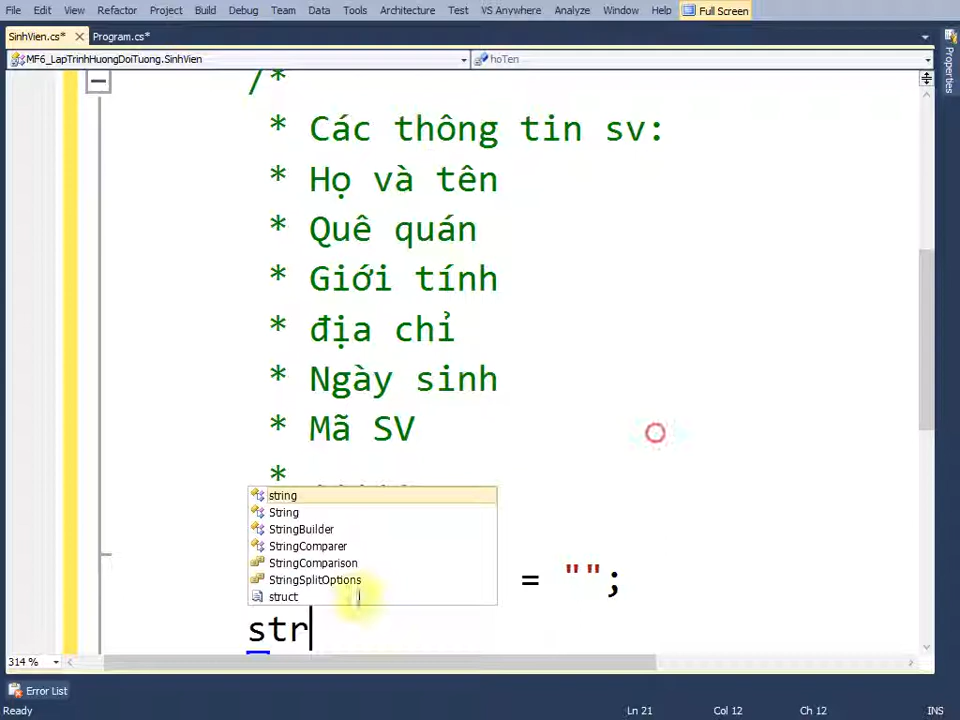 File Edit View Refactor Project Build Debug Team Data Tools Architecture Test VS Anywhere Analyze Window Help Full Screen
SinhVien.cs* Program.cs*
MF6_LapTrinhHuongDoiTuong.SinhVien hoTen
Properties
/*
* Các thông tin sv:
* Họ và tên
* Quê quán
* Giới tính
* địa chỉ
* Ngày sinh
* Mã SV
*
string
String
StringBuilder
StringComparer
StringComparison
StringSplitOptions
struct
= "";
str
314 %
Error List
Ready Ln 21 Col 12 Ch 12 INS